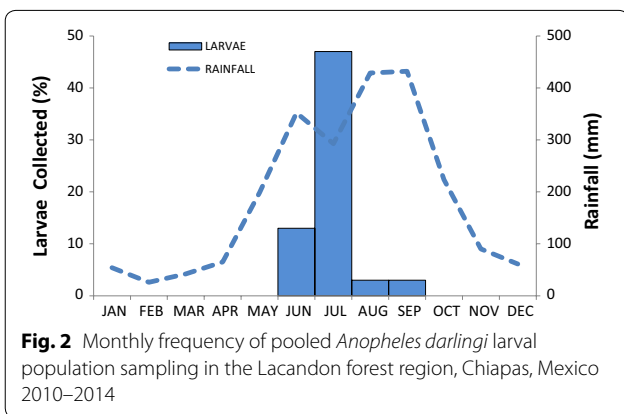 50
500
LARVAE
RAINFALL
40
400
30
300
20
200
10
100
0
0
Larvae Collected (%)
Rainfall (mm)
JAN FEB MAR APR MAY JUN JUL AUG SEP OCT NOV DEC
Fig. 2 Monthly frequency of pooled Anopheles darlingi larval
population sampling in the Lacandon forest region, Chiapas, Mexico
2010–2014